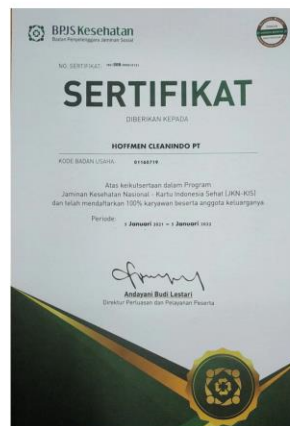 BPJS Kesehatan
Badan Penyelenggara Jaminan Sosial
NO. SERTIFIKAT:
SERTIFIKAT
DIBERIKAN KEPADA
HOFFMEN CLEANINDO PT
KODE BADAN USAHA:
Atas keikutsertaan dalam Program
Jaminan Kesehatan Nasional - Kartu Indonesia Sehat (JKN-KIS)
dan telah mendaftarkan 100% karyawan beserta anggota keluarganya.
Periode: 1 Januari 2021 - 1 Januari 2022
Andayani Budi Lestari
Direktur Perluasan dan Pelayanan Peserta